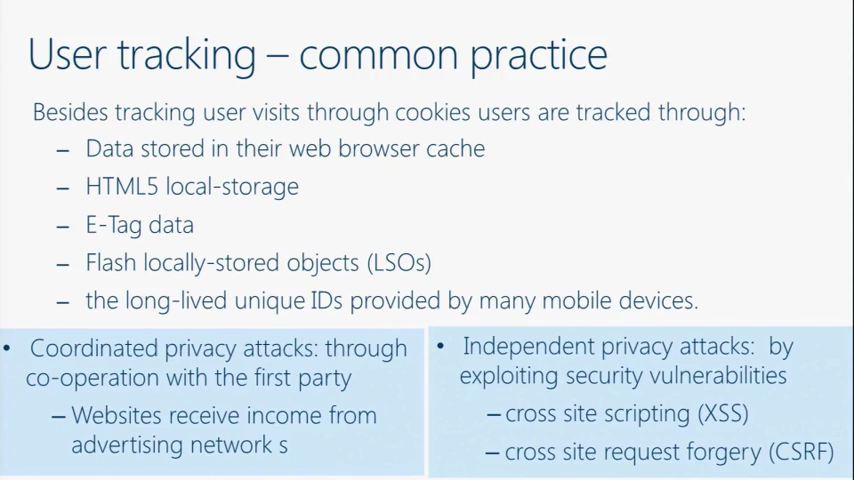 User tracking – common practice
Besides tracking user visits through cookies users are tracked through:
– Data stored in their web browser cache
– HTML5 local-storage
– E-Tag data
– Flash locally-stored objects (LSOs)
– the long-lived unique IDs provided by many mobile devices.
• Coordinated privacy attacks: through
co-operation with the first party
– Websites receive income from
advertising network s
• Independent privacy attacks:  by
exploiting security vulnerabilities
– cross site scripting (XSS)
– cross site request forgery (CSRF)